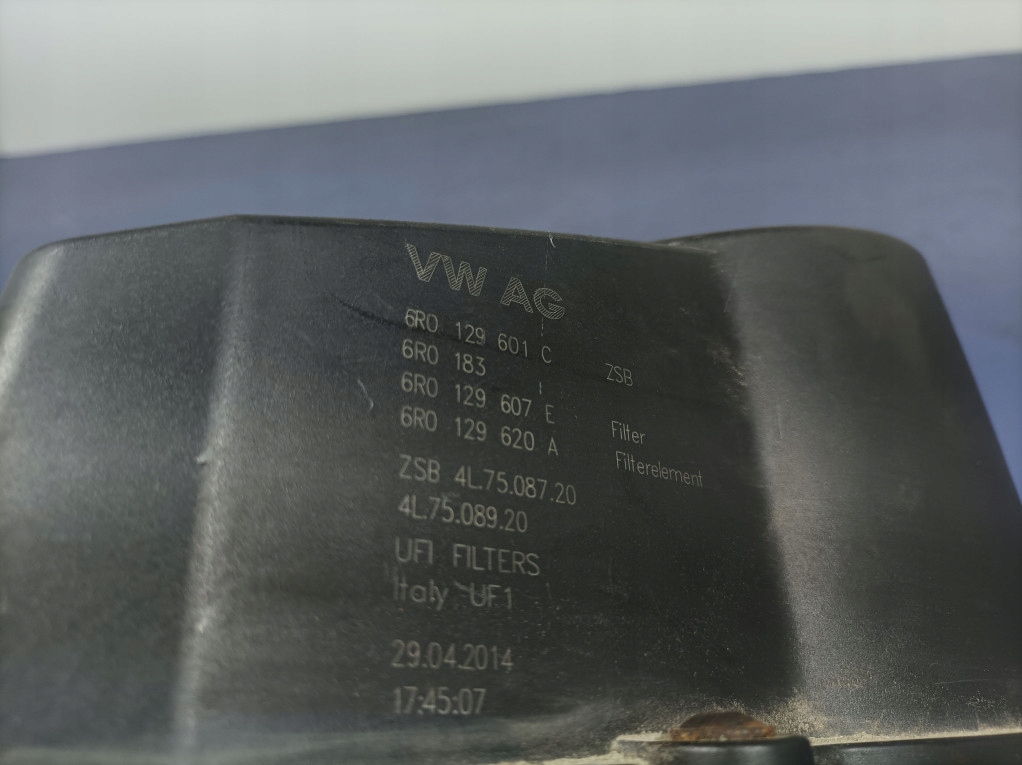 VW AG
6R0 129 601 C ZSB
6R0 183
6R0 129 607 E Filter
6R0 129 620 A Filterelement
ZSB 4L.75.087.20
4L.75.089.20
UFI FILTERS
Italy UF1
29.04.2014
17:45:07